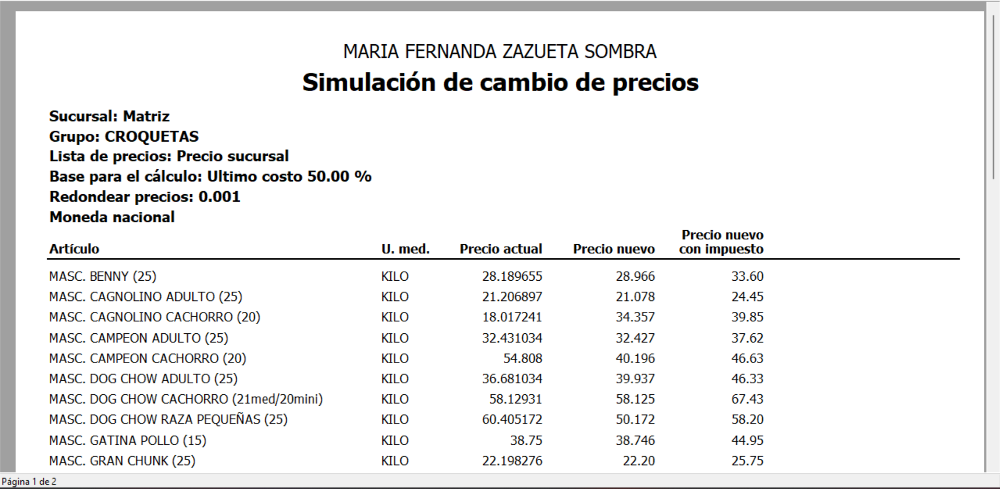 MARIA FERNANDA ZAZUETA SOMBRA
Simulación de cambio de precios
Sucursal: Matriz
Grupo: CROQUETAS
Lista de precios: Precio sucursal
Base para el cálculo: Ultimo costo 50.00 %
Redondear precios: 0.001
Moneda nacional
Artículo U. med. Precio actual Precio nuevo Precio nuevo con impuesto
MASC. BENNY (25) KILO 28.189655 28.966 33.60
MASC. CAGNOLINO ADULTO (25) KILO 21.206897 21.078 24.45
MASC. CAGNOLINO CACHORRO (20) KILO 18.017241 34.357 39.85
MASC. CAMPEON ADULTO (25) KILO 32.431034 32.427 37.62
MASC. CAMPEON CACHORRO (20) KILO 54.808 40.196 46.63
MASC. DOG CHOW ADULTO (25) KILO 36.681034 39.937 46.33
MASC. DOG CHOW CACHORRO (21med/20mini) KILO 58.12931 58.125 67.43
MASC. DOG CHOW RAZA PEQUEÑAS (25) KILO 60.405172 50.172 58.20
MASC. GATINA POLLO (15) KILO 38.75 38.746 44.95
MASC. GRAN CHUNK (25) KILO 22.198276 22.20 25.75
Página 1 de 2